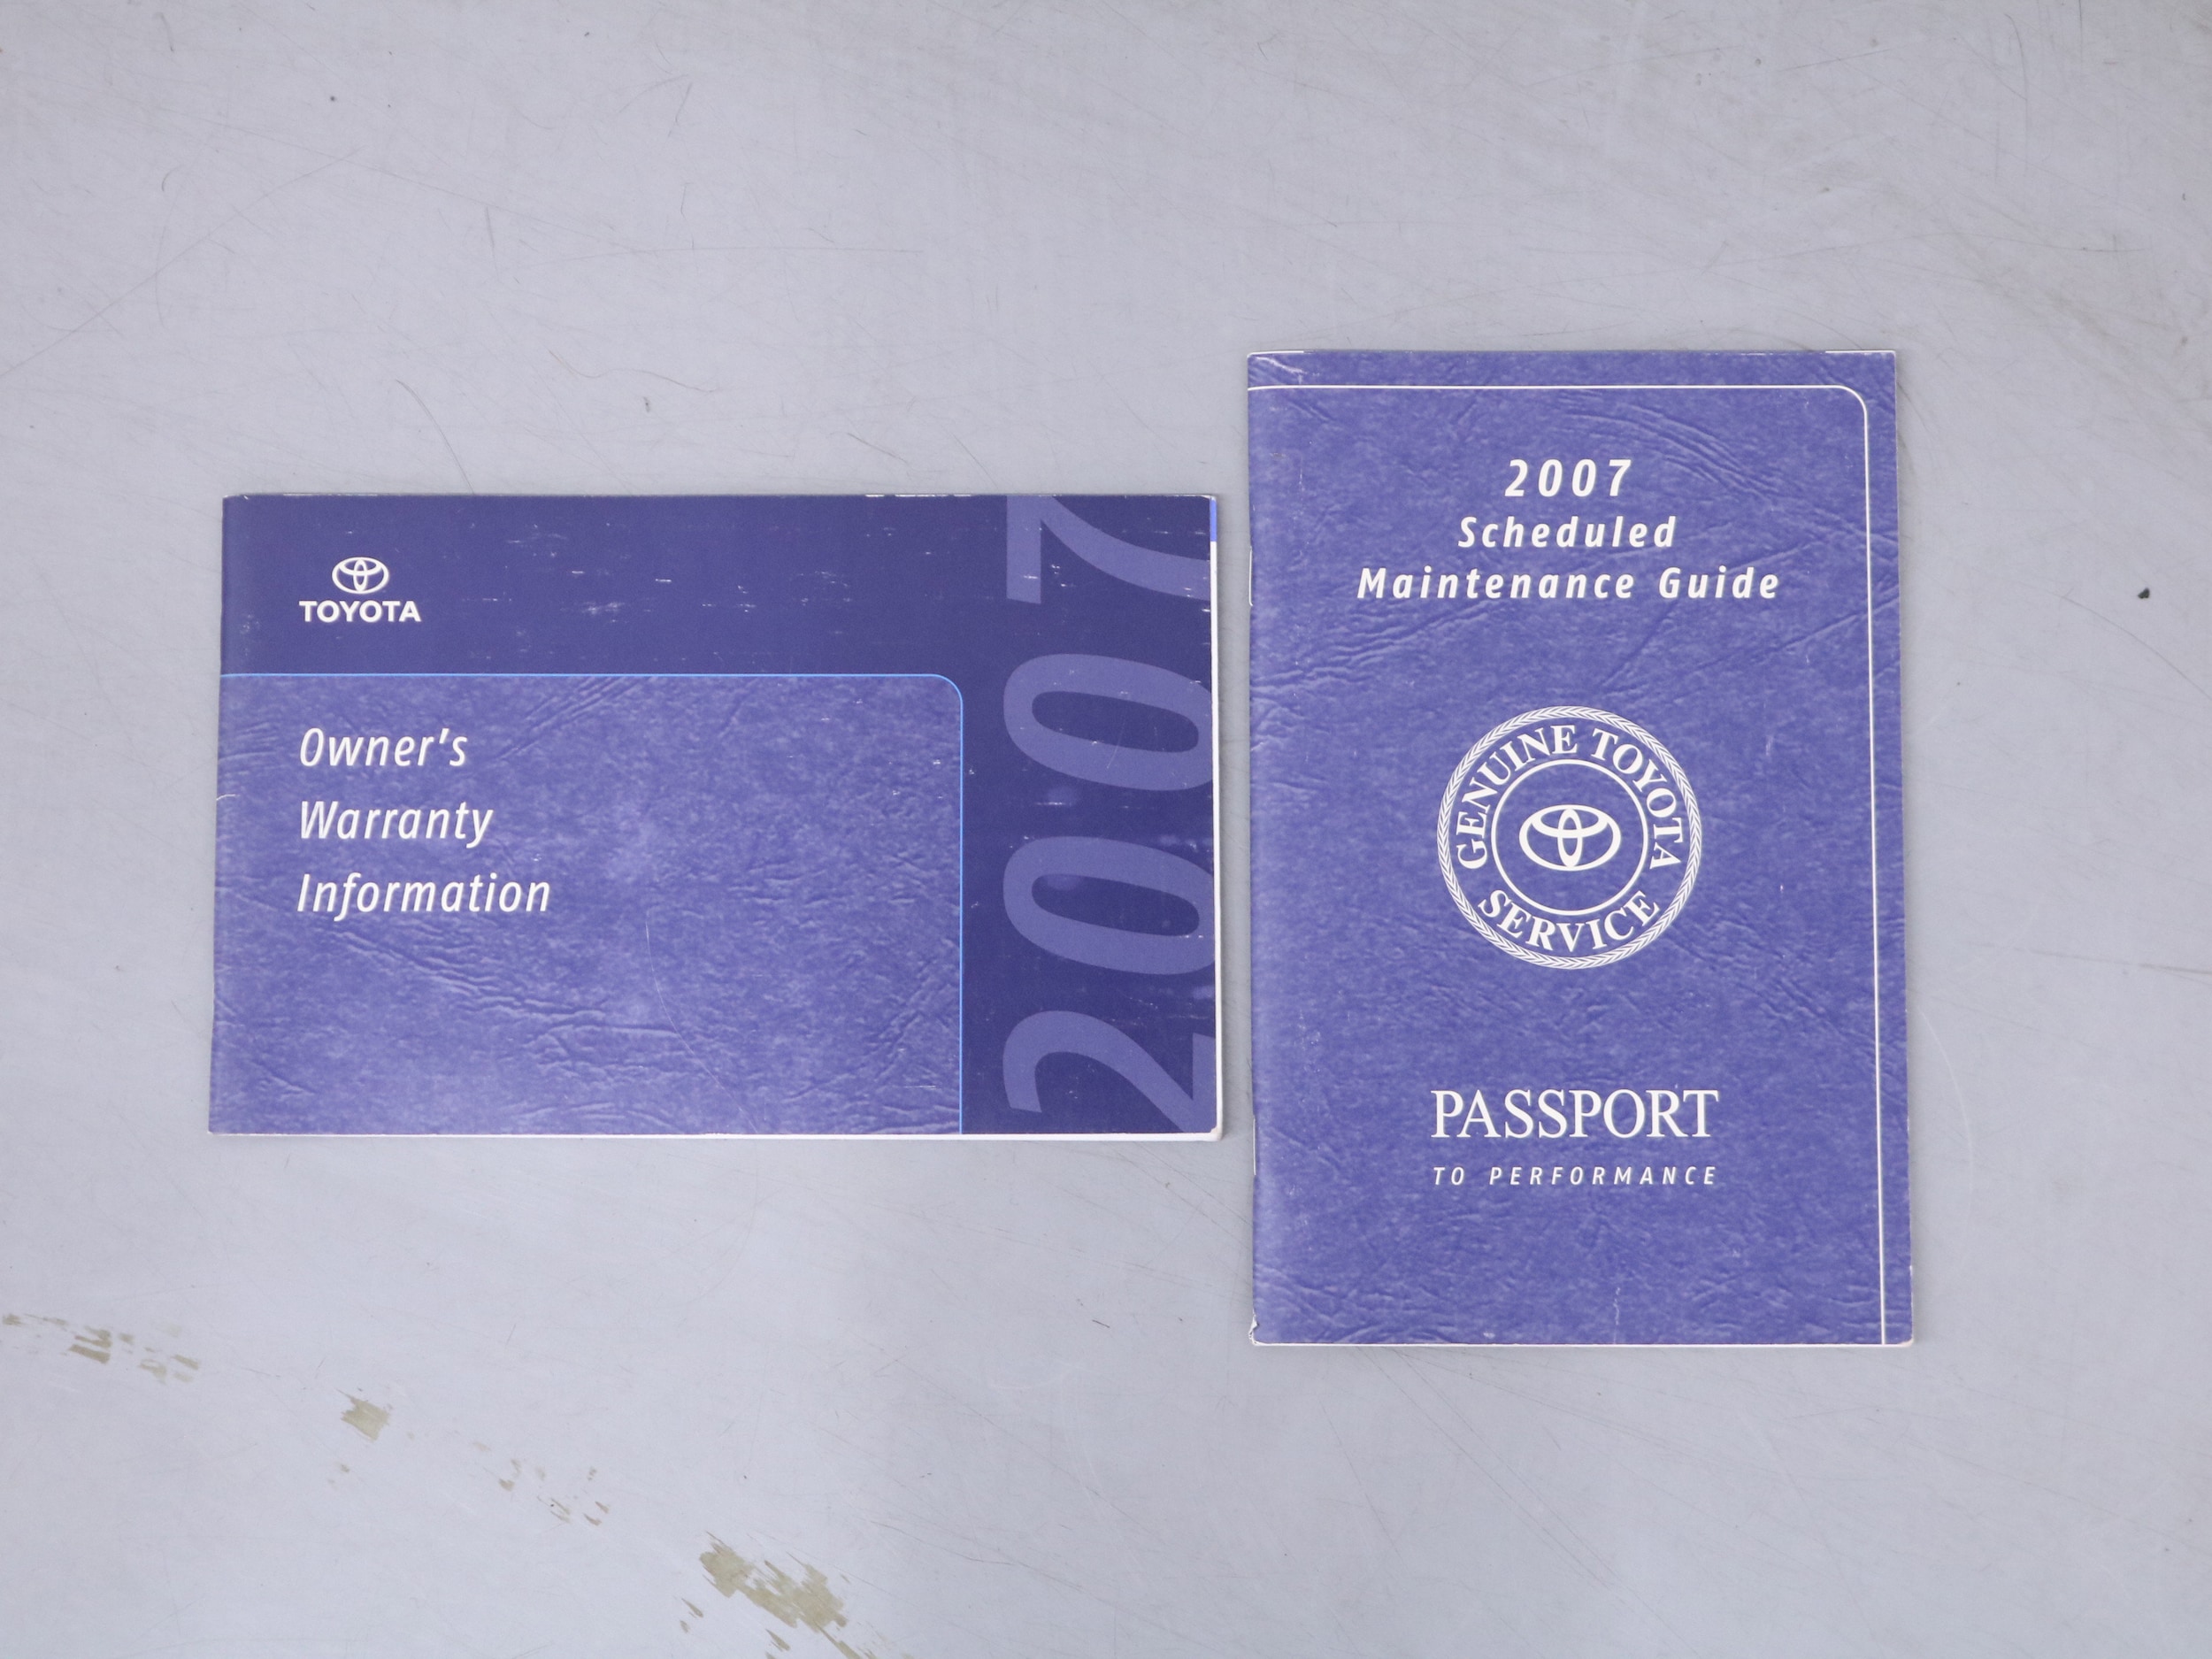 TOYOTA
Owner's
Warranty
Information
2007
2007
Scheduled
Maintenance Guide
GENUINE TOYOTA
SERVICE
PASSPORT
TO PERFORMANCE